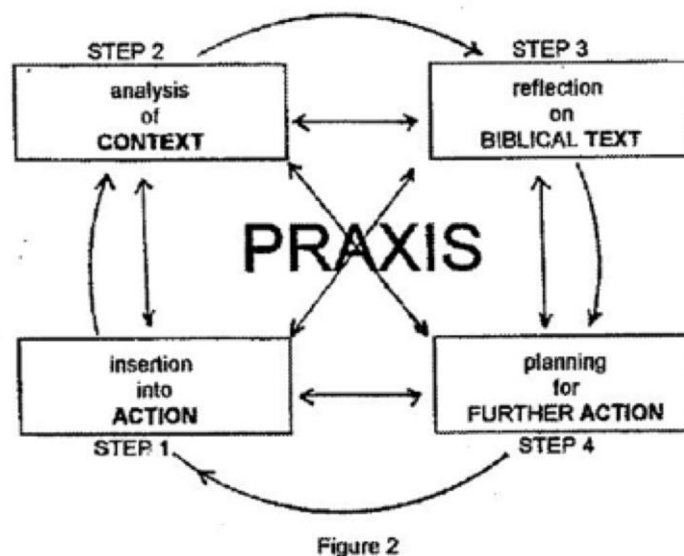 STEP 2
analysis
of
CONTEXT
STEP 3
reflection
on
BIBLICAL TEXT
PRAXIS
insertion
into
ACTION
STEP 1
planning
for
FURTHER ACTION
STEP 4
Figure 2